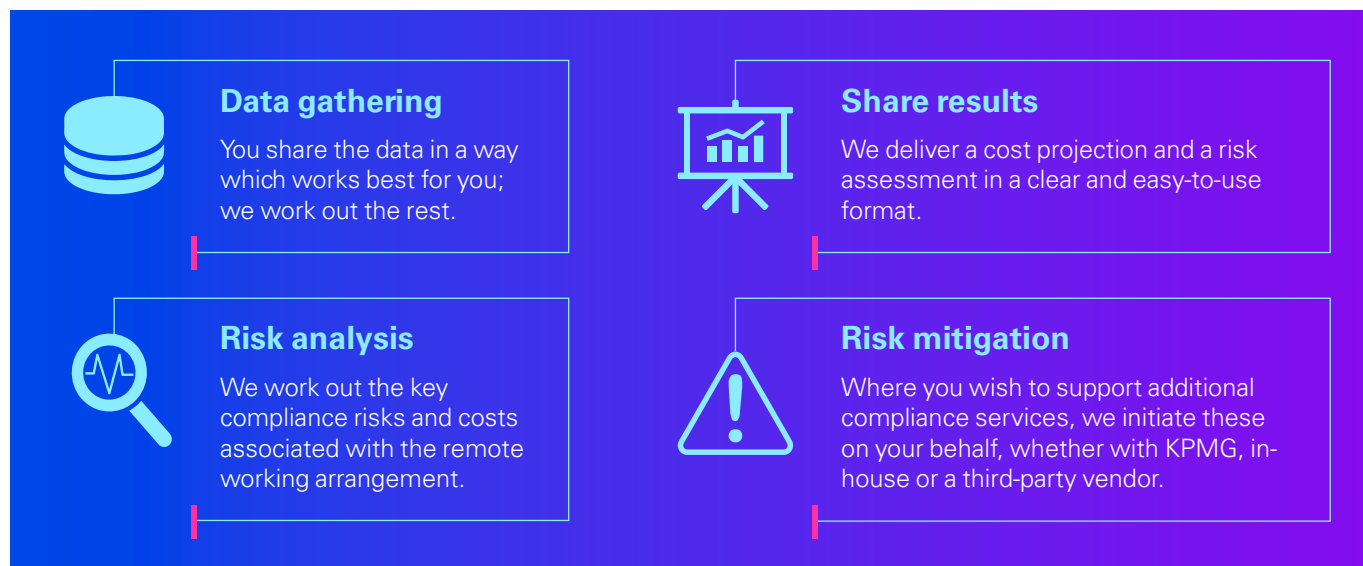 Data gathering
You share the data in a way
which works best for you;
we work out the rest.
Risk analysis
We work out the key
compliance risks and costs
associated with the remote
working arrangement.
Share results
We deliver a cost projection and a risk
assessment in a clear and easy-to-use
format.
Risk mitigation
Where you wish to support additional
compliance services, we initiate these
on your behalf, whether with KPMG, in-
house or a third-party vendor.